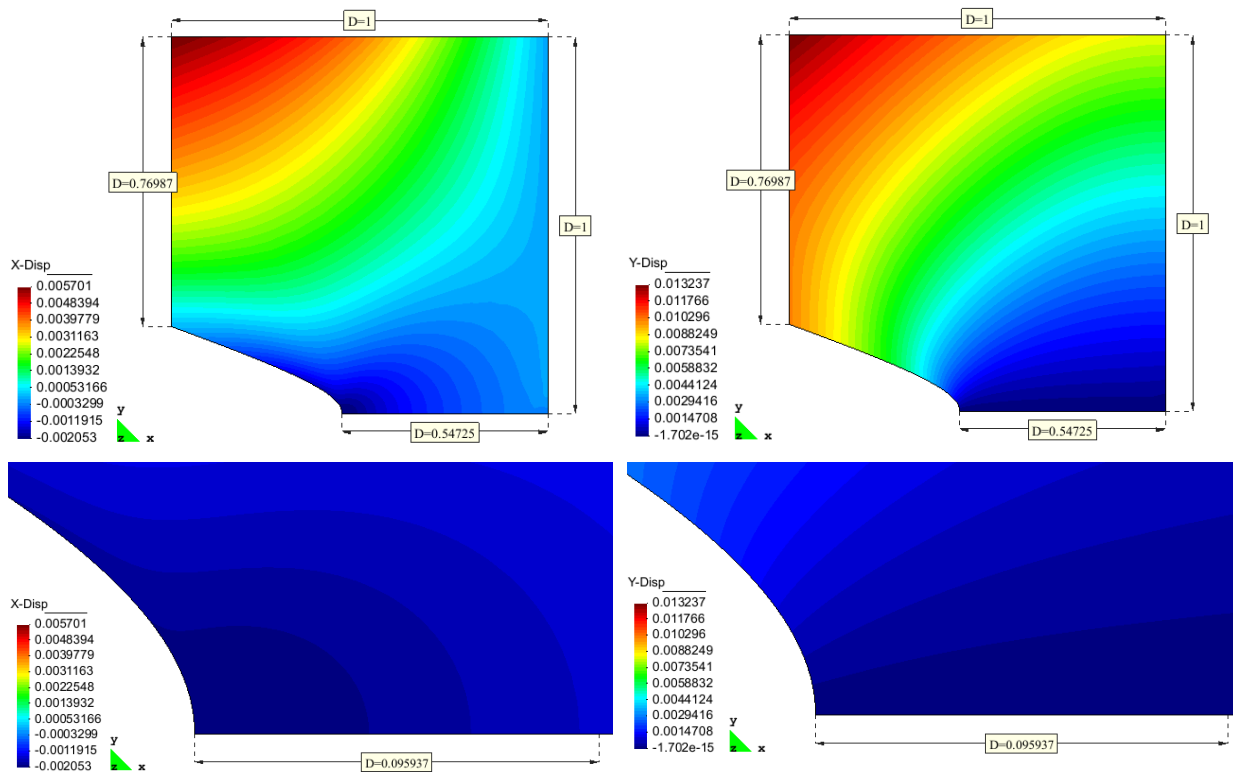 D=1
D=0.76987
D=1
X-Disp
0.005701
0.0048394
0.0039779
0.0031163
0.0022548
0.0013932
0.00053166
-0.0003299
-0.0011915
-0.002053
y
z x
D=0.54725
D=1
D=0.76987
D=1
Y-Disp
0.013237
0.011766
0.010296
0.0088249
0.0073541
0.0058832
0.0044124
0.0029416
0.0014708
-1.702e-15
y
z x
D=0.54725
X-Disp
0.005701
0.0048394
0.0039779
0.0031163
0.0022548
0.0013932
0.00053166
-0.0003299
-0.0011915
-0.002053
y
z x
D=0.095937
Y-Disp
0.013237
0.011766
0.010296
0.0088249
0.0073541
0.0058832
0.0044124
0.0029416
0.0014708
-1.702e-15
y
z x
D=0.095937